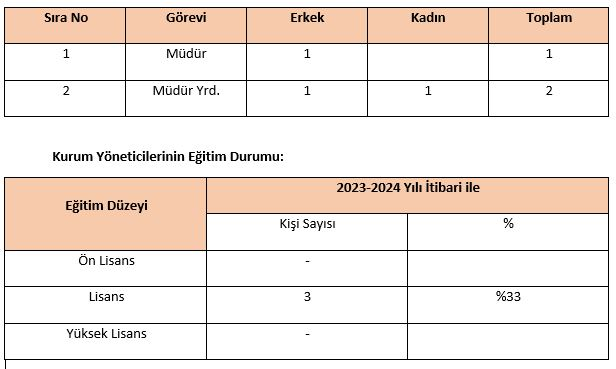 Sıra No Görevi Erkek Kadın Toplam
1 Müdür 1 1
2 Müdür Yrd. 1 1 2
Kurum Yöneticilerinin Eğitim Durumu:
Eğitim Düzeyi 2023-2024 Yılı İtibari ile
Kişi Sayısı %
Ön Lisans -
Lisans 3 %33
Yüksek Lisans -